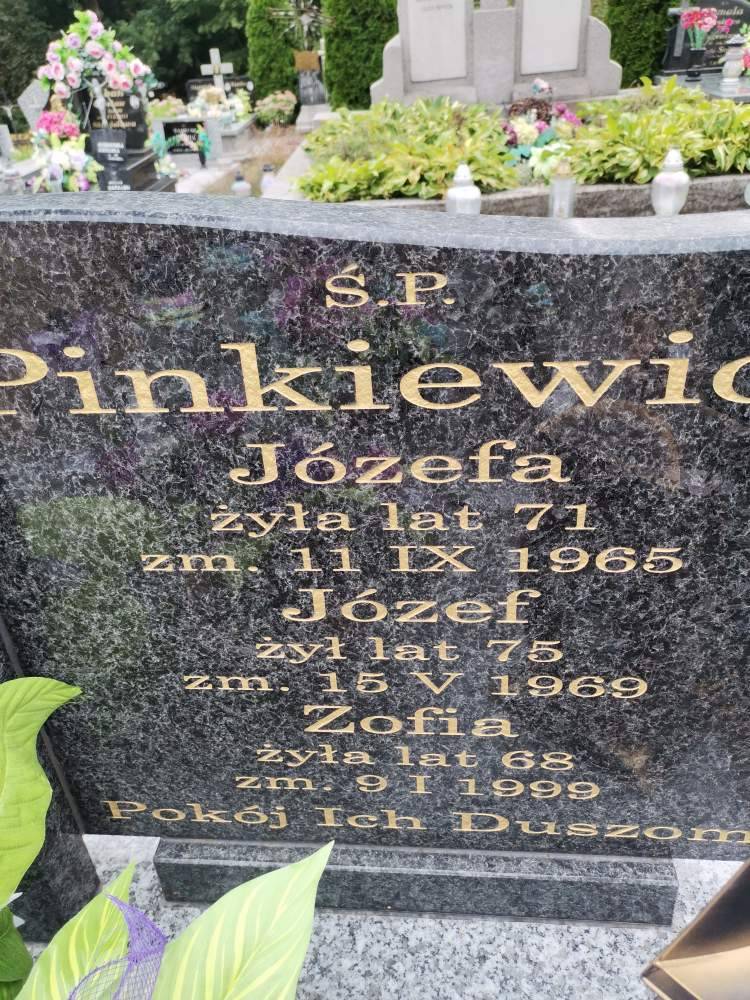 Ś.P.
Pinkiewic
Józefa
żyła lat 71
zm. 11 IX 1965
Józef
żył lat 75
zm. 15 V 1969
Zofia
żyła lat 68
zm. 9 I 1999
Pokój Ich Duszom